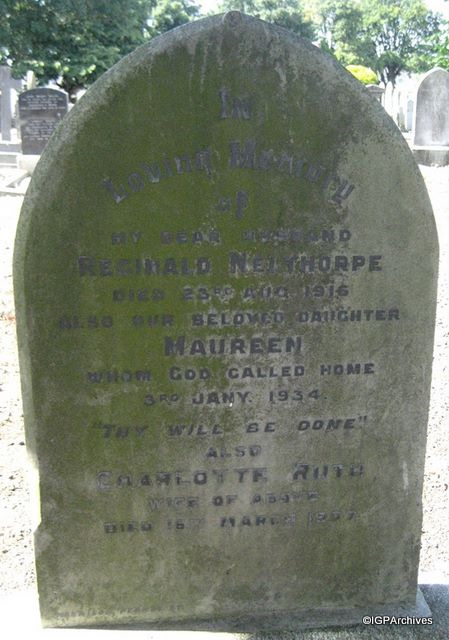 In
Loving Memory
of
MY DEAR HUSBAND
REGINALD NELTHORPE
DIED 23RD AUG. 1916
ALSO OUR BELOVED DAUGHTER
MAUREEN
WHOM GOD CALLED HOME
3RD JANY. 1934.
"THY WILL BE DONE"
ALSO
CHARLOTTE RUTH
WIFE OF ABOVE
DIED MARCH
©IGPArchives